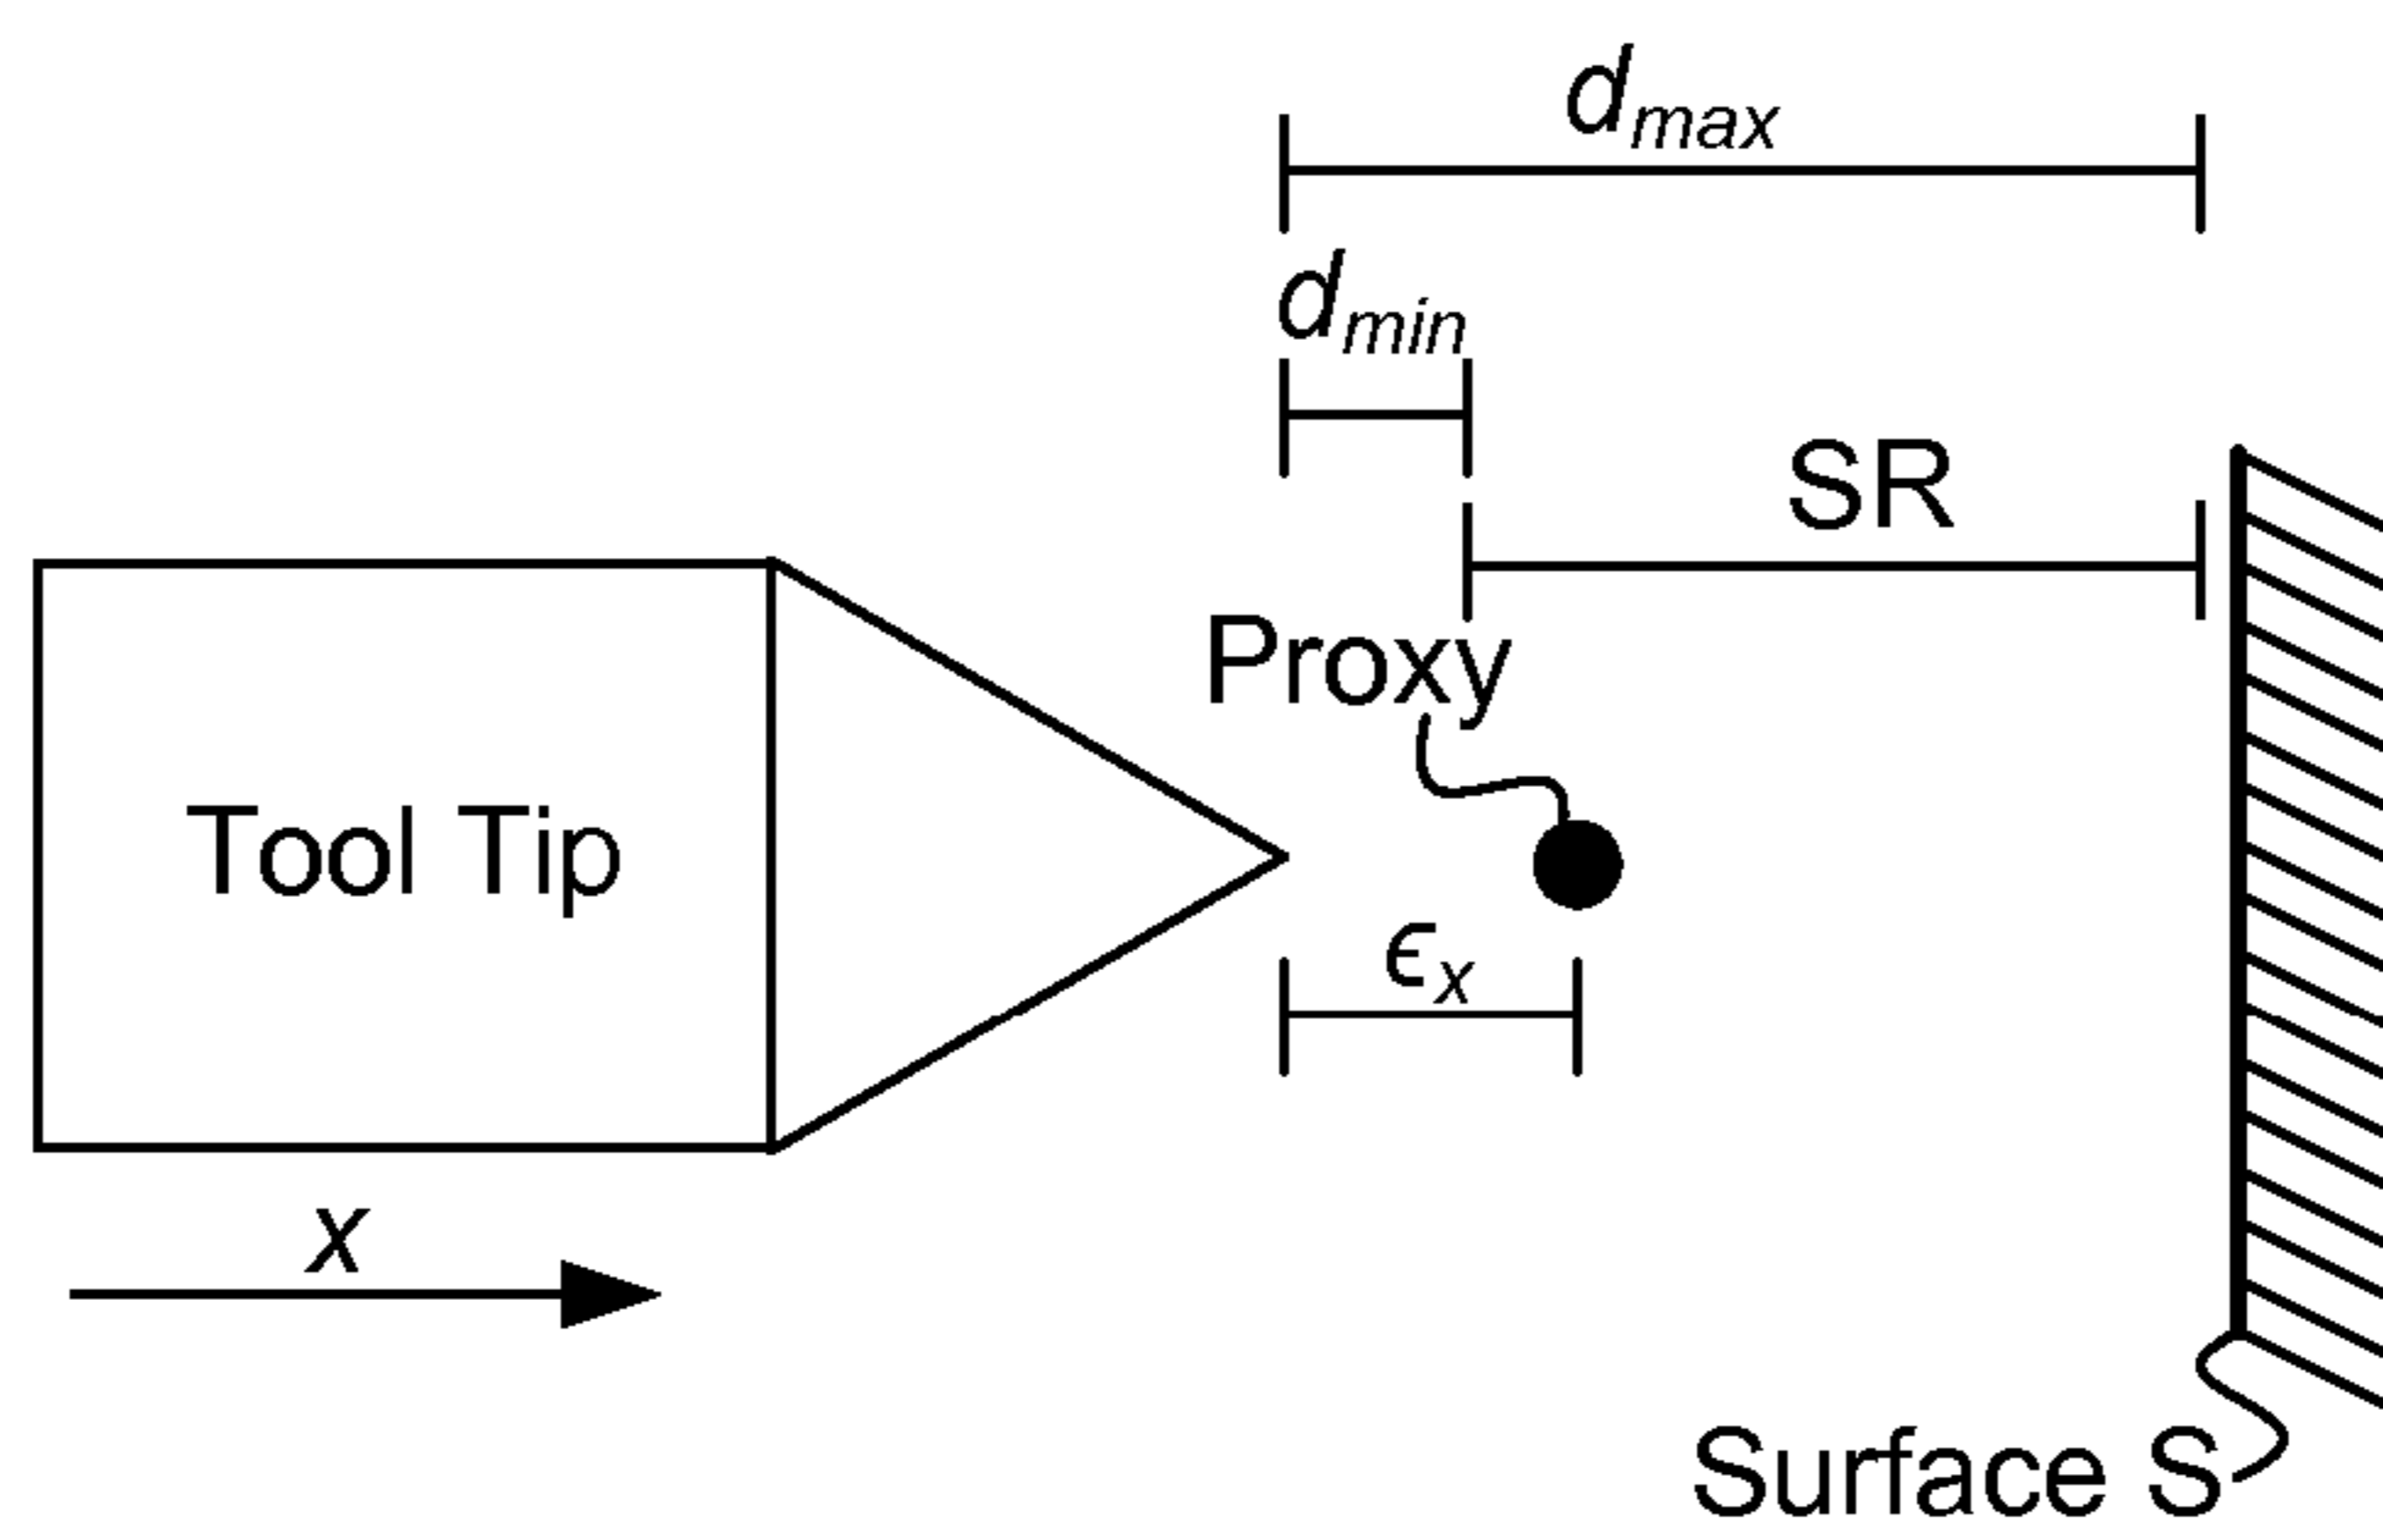 dmax
dmin
SR
Proxy
Tool Tip
ϵx
x
Surface S